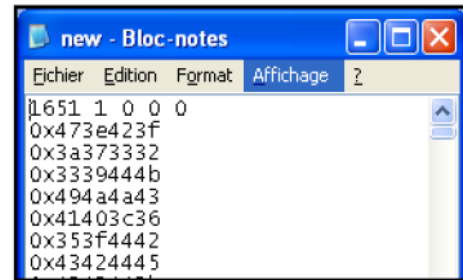 new - Bloc-notes
Fichier Edition Format Affichage ?
1651 1 0 0 0
0x473e423f
0x3a373332
0x3339444b
0x494a4a43
0x41403c36
0x353f4442
0x43424445